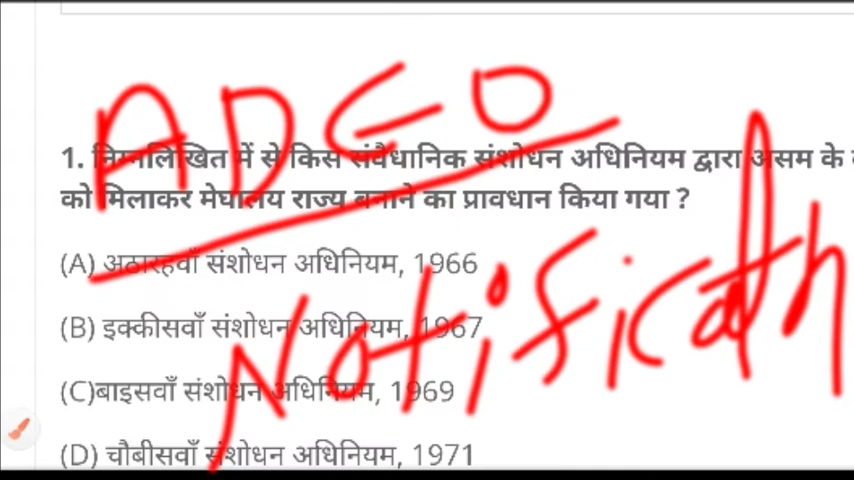 ADEO
1. निम्नलिखित में से किस संवैधानिक संशोधन अधिनियम द्वारा असम के
को मिलाकर मेघालय राज्य बनाने का प्रावधान किया गया ?
(A) अठारहवाँ संशोधन अधिनियम, 1966
Notification
(B) इक्कीसवाँ संशोधन अधिनियम, 1967
(C)बाइसवाँ संशोधन अधिनियम, 1969
(D) चौबीसवाँ संशोधन अधिनियम, 1971